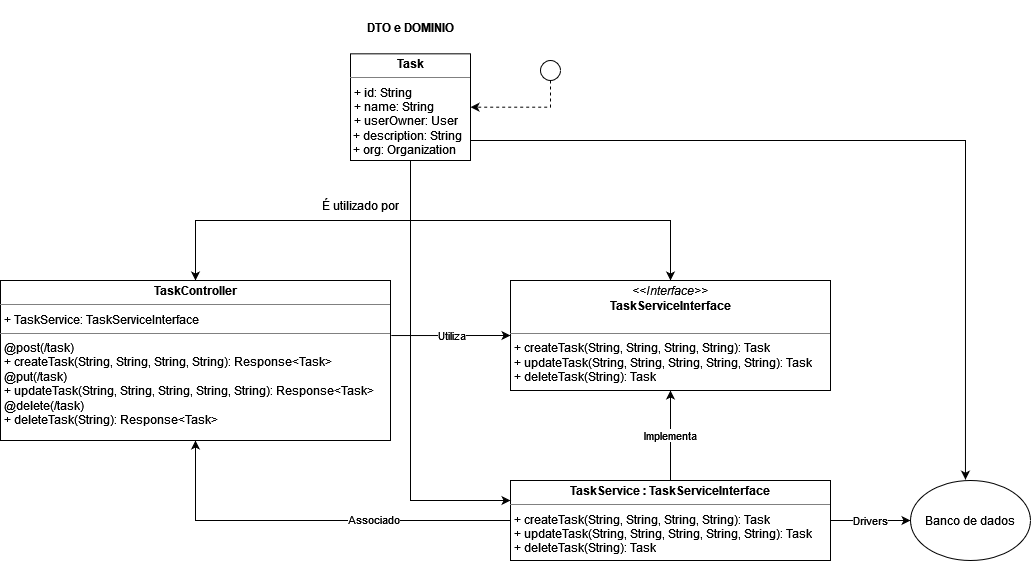 DTO e DOMINIO
Task
+ id: String
+ name: String
+ userOwner: User
+ description: String
+ org: Organization
É utilizado por
TaskController
+ TaskService: TaskServiceInterface
@post(/task)
+ createTask(String, String, String, String): Response<Task>
@put(/task)
+ updateTask(String, String, String, String, String): Response<Task>
@delete(/task)
+ deleteTask(String): Response<Task>
Utiliza
<<Interface>>
TaskServiceInterface
+ createTask(String, String, String, String): Task
+ updateTask(String, String, String, String, String): Task
+ deleteTask(String): Task
Implementa
TaskService : TaskServiceInterface
+ createTask(String, String, String, String): Task
+ updateTask(String, String, String, String, String): Task
+ deleteTask(String): Task
Associado
Drivers
Banco de dados